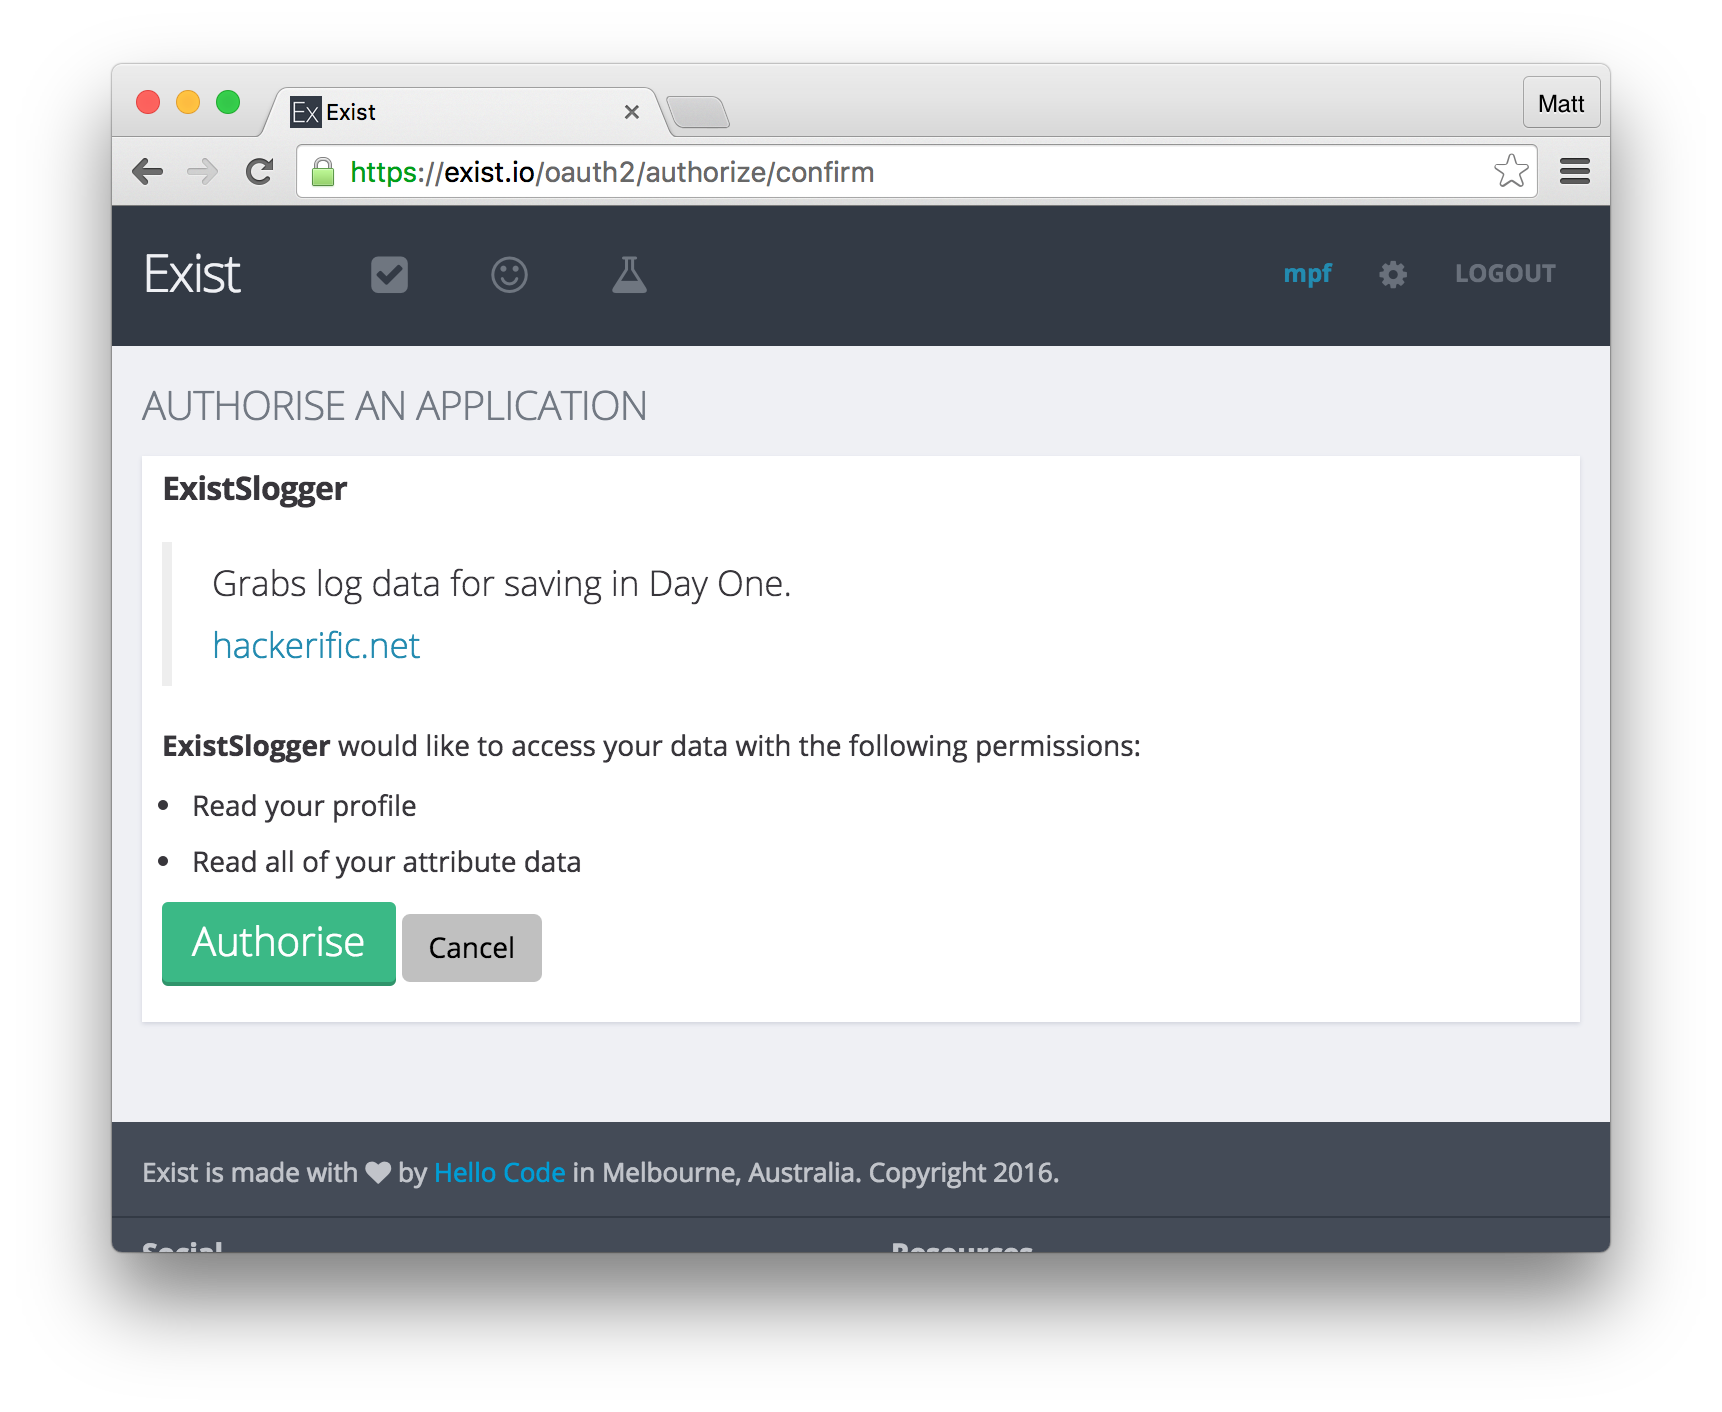 Ex Exist
Matt
https://exist.io/oauth2/authorize/confirm
Exist
mpf
LOGOUT
AUTHORISE AN APPLICATION
ExistSlogger
Grabs log data for saving in Day One.
hackerific.net
ExistSlogger would like to access your data with the following permissions:
• Read your profile
• Read all of your attribute data
Authorise Cancel
Exist is made with ♥ by Hello Code in Melbourne, Australia. Copyright 2016.
Social Resources